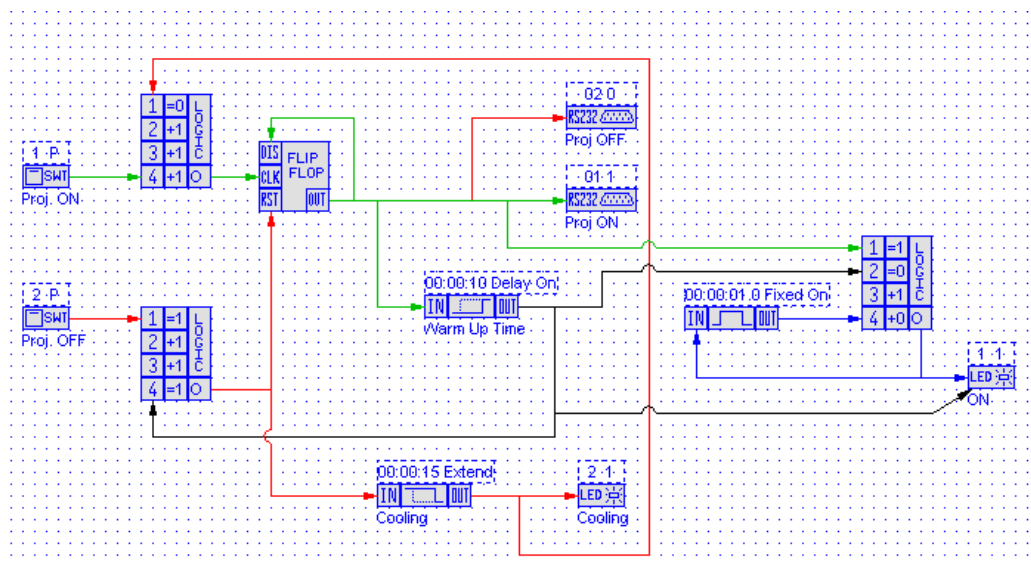 1 P
SWT
Proj. ON
1 =0 LOGIC
2 +1
3 +1
4 +1 O
DIS FLIP
CLK FLOP
RST OUT
02 0
RS232
Proj OFF
01 1
RS232
Proj ON
2 P
SWT
Proj. OFF
1 =1 LOGIC
2 +1
3 +1
4 =1 O
00:00:10 Delay On
IN OUT
Warm Up Time
00:00:01.0 Fixed On
IN OUT
1 =1 LOGIC
2 =0
3 +1
4 +0 O
1 1
LED
ON
00:00:15 Extend
IN OUT
Cooling
2 1
LED
Cooling